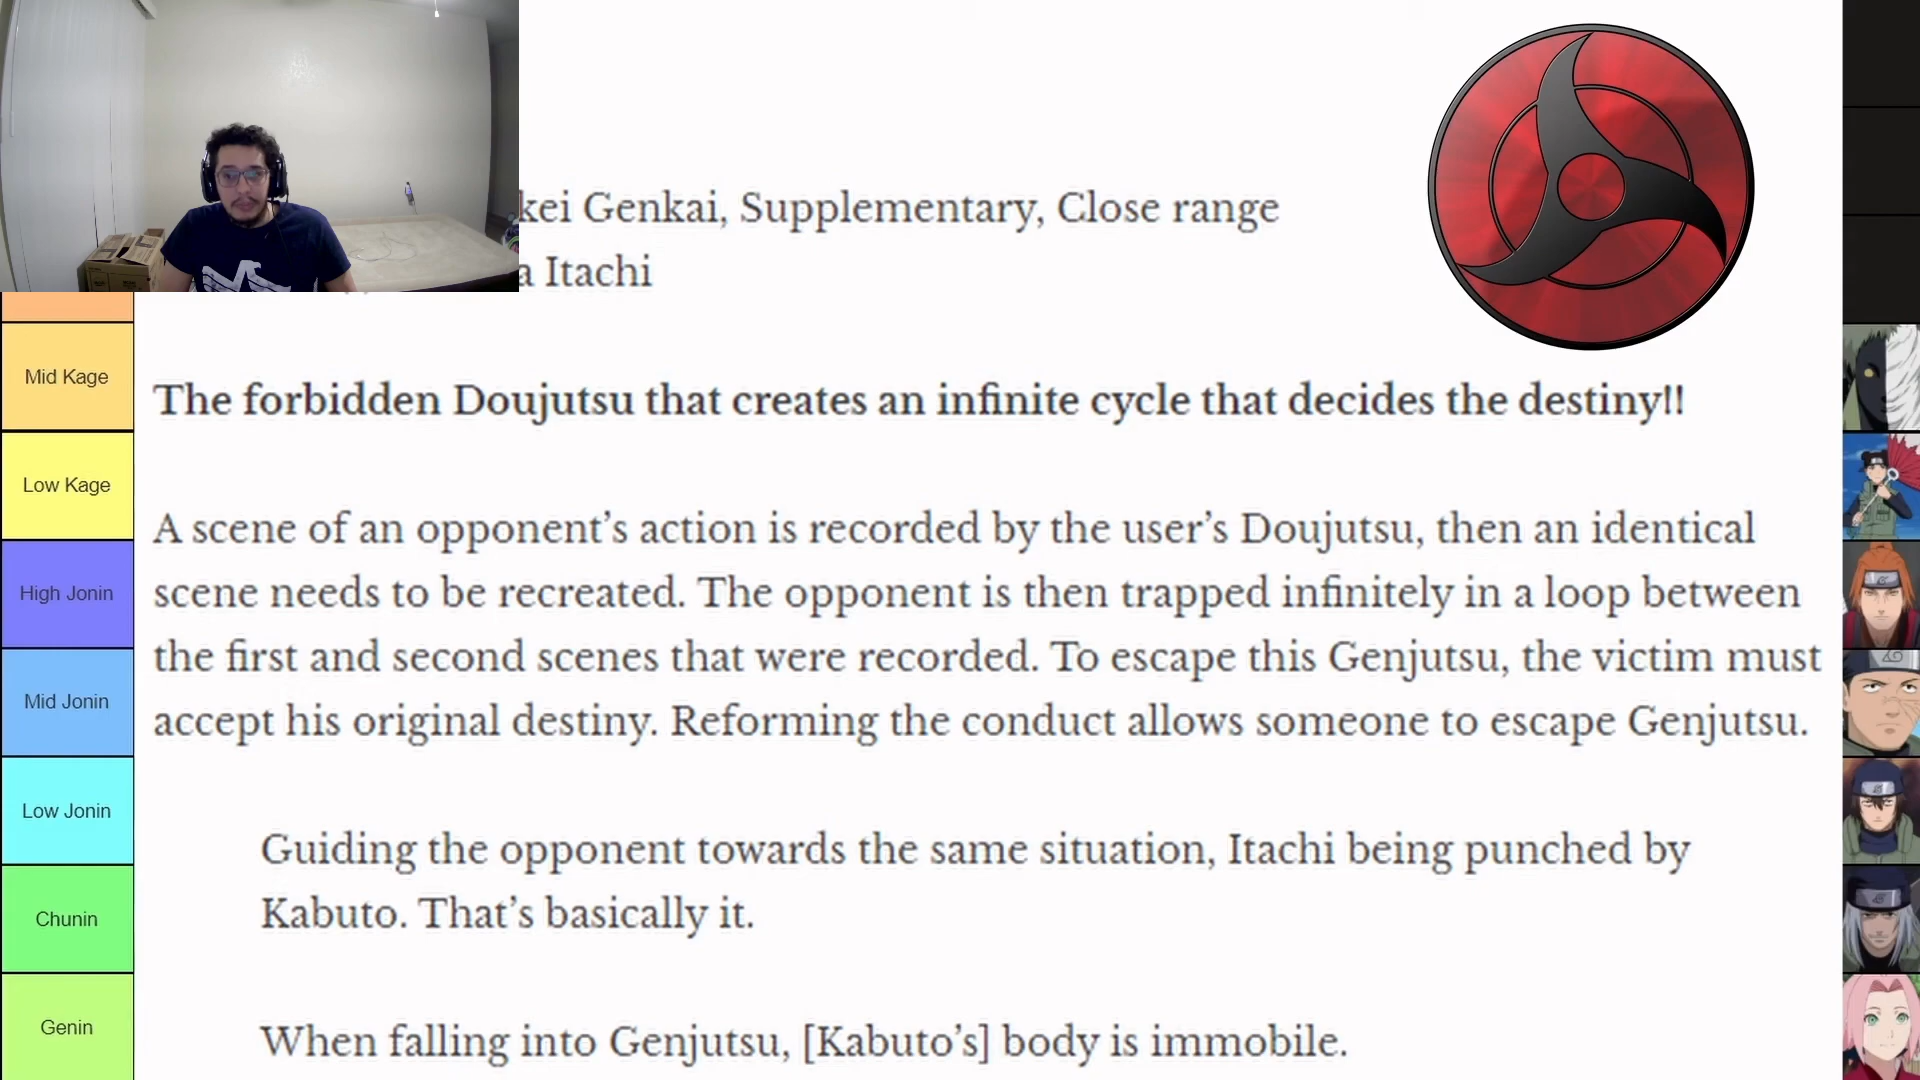 kei Genkai, Supplementary, Close range
a Itachi
The forbidden Doujutsu that creates an infinite cycle that decides the destiny!!
A scene of an opponent’s action is recorded by the user’s Doujutsu, then an identical
scene needs to be recreated. The opponent is then trapped infinitely in a loop between
the first and second scenes that were recorded. To escape this Genjutsu, the victim must
accept his original destiny. Reforming the conduct allows someone to escape Genjutsu.
Guiding the opponent towards the same situation, Itachi being punched by
Kabuto. That’s basically it.
When falling into Genjutsu, [Kabuto’s] body is immobile.
Mid Kage
Low Kage
High Jonin
Mid Jonin
Low Jonin
Chunin
Genin